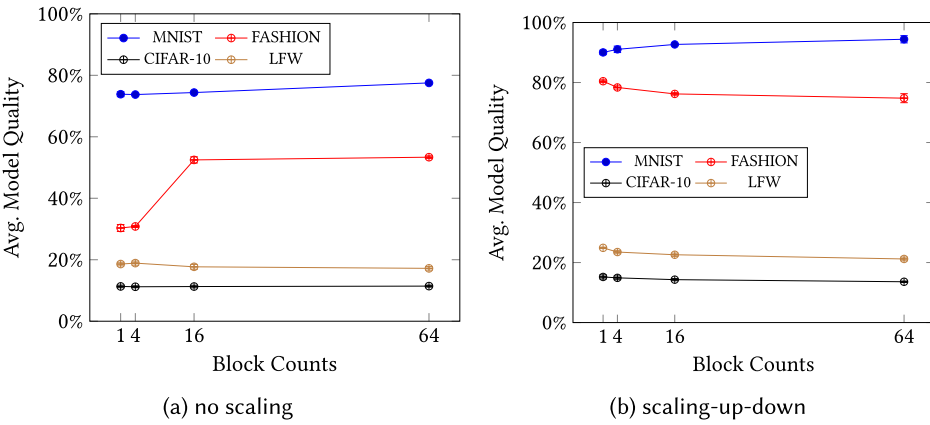 100%
80%
60%
40%
20%
0%
Avg. Model Quality
MNIST FASHION
CIFAR-10 LFW
1 4 16 64
Block Counts
(a) no scaling
100%
80%
60%
40%
20%
0%
Avg. Model Quality
MNIST FASHION
CIFAR-10 LFW
1 4 16 64
Block Counts
(b) scaling-up-down